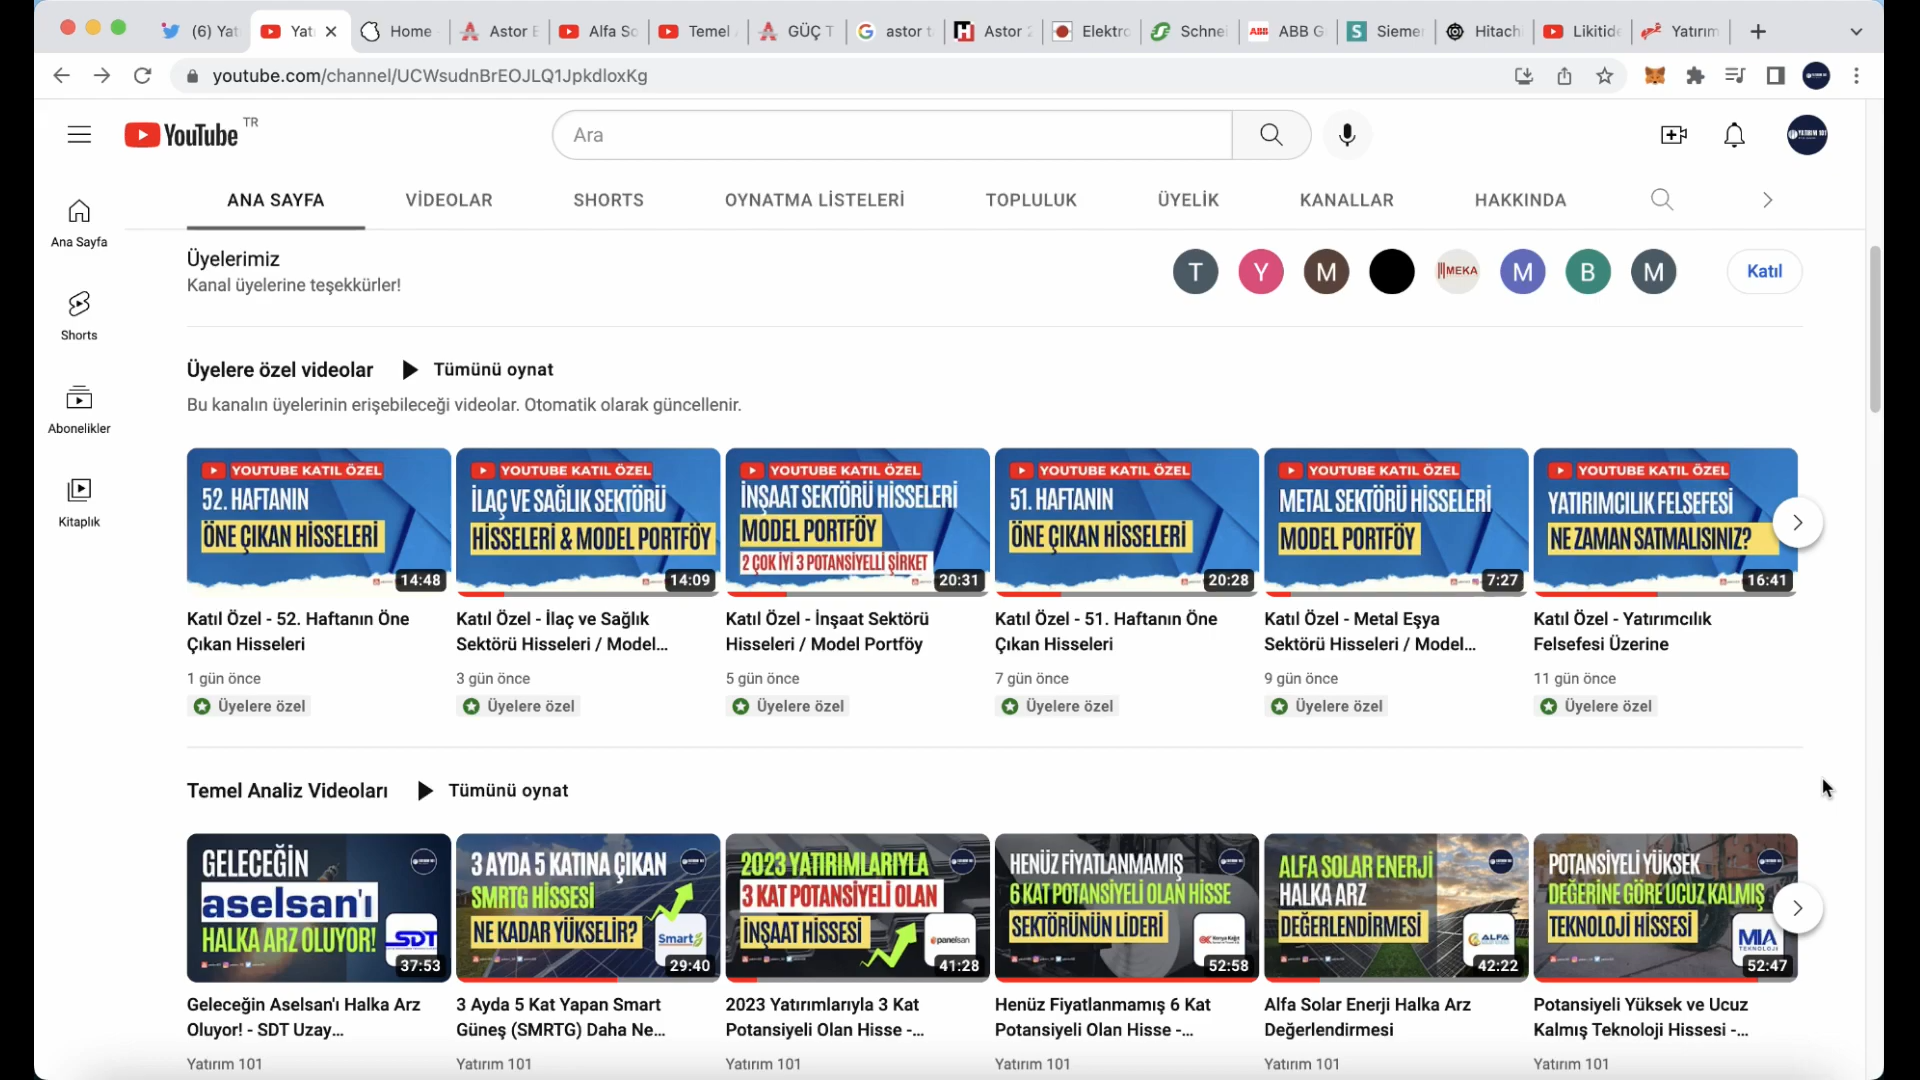 (6) Yat
Yat
Home
Astor E
Alfa So
Temel
GÜÇ T
astor t
Astor 2
Elektro
Schnei
ABB G
Siemen
Hitach
Likitid
Yatırım
youtube.com/channel/UCWsudnBrEOJLQ1JpkdloxKg
YouTube TR
Ara
ANA SAYFA
VİDEOLAR
SHORTS
OYNATMA LİSTELERİ
TOPLULUK
ÜYELİK
KANALLAR
HAKKINDA
Ana Sayfa
Shorts
Abonelikler
Kitaplık
Üyelerimiz
Kanal üyelerine teşekkürler!
T Y M MEKA M B M
Katıl
Üyelere özel videolar
Tümünü oynat
Bu kanalın üyelerinin erişebileceği videolar. Otomatik olarak güncellenir.
YOUTUBE KATIL ÖZEL
52. HAFTANIN
ÖNE ÇIKAN HİSSELERİ
14:48
Katıl Özel - 52. Haftanın Öne
Çıkan Hisseleri
1 gün önce
Üyelere özel
YOUTUBE KATIL ÖZEL
İLAÇ VE SAĞLIK SEKTÖRÜ
HİSSELERİ & MODEL PORTFÖY
14:09
Katıl Özel - İlaç ve Sağlık
Sektörü Hisseleri / Model...
3 gün önce
Üyelere özel
YOUTUBE KATIL ÖZEL
İNŞAAT SEKTÖRÜ HİSSELERİ
MODEL PORTFÖY
2 ÇOK İYİ 3 POTANSİYELLİ ŞİRKET
20:31
Katıl Özel - İnşaat Sektörü
Hisseleri / Model Portföy
5 gün önce
Üyelere özel
YOUTUBE KATIL ÖZEL
51. HAFTANIN
ÖNE ÇIKAN HİSSELERİ
20:28
Katıl Özel - 51. Haftanın Öne
Çıkan Hisseleri
7 gün önce
Üyelere özel
YOUTUBE KATIL ÖZEL
METAL SEKTÖRÜ HİSSELERİ
MODEL PORTFÖY
7:27
Katıl Özel - Metal Eşya
Sektörü Hisseleri / Model...
9 gün önce
Üyelere özel
YOUTUBE KATIL ÖZEL
YATIRIMCILIK FELSEFESİ
NE ZAMAN SATMALISINIZ?
16:41
Katıl Özel - Yatırımcılık
Felsefesi Üzerine
11 gün önce
Üyelere özel
Temel Analiz Videoları
Tümünü oynat
GELECEĞİN
aselsan'ı
HALKA ARZ OLUYOR!
SDT
37:53
Geleceğin Aselsan'ı Halka Arz
Oluyor! - SDT Uzay...
Yatırım 101
3 AYDA 5 KATINA ÇIKAN
SMRTG HİSSESİ
NE KADAR YÜKSELİR?
Smart
29:40
3 Ayda 5 Kat Yapan Smart
Güneş (SMRTG) Daha Ne...
Yatırım 101
2023 YATIRIMLARIYLA
3 KAT POTANSİYELİ OLAN
İNŞAAT HİSSESİ
panelsan
41:28
2023 Yatırımlarıyla 3 Kat
Potansiyeli Olan Hisse -...
Yatırım 101
HENÜZ FİYATLANMAMIŞ
6 KAT POTANSİYELİ OLAN HİSSE
SEKTÖRÜNÜN LİDERİ
52:58
Henüz Fiyatlanmamış 6 Kat
Potansiyeli Olan Hisse -...
Yatırım 101
ALFA SOLAR ENERJİ
HALKA ARZ
DEĞERLENDİRMESİ
ALFA
42:22
Alfa Solar Enerji Halka Arz
Değerlendirmesi
Yatırım 101
POTANSİYELİ YÜKSEK
DEĞERİNE GÖRE UCUZ KALMIŞ
TEKNOLOJİ HİSSESİ
MIA
TEKNOLOJİ
52:47
Potansiyeli Yüksek ve Ucuz
Kalmış Teknoloji Hissesi -...
Yatırım 101